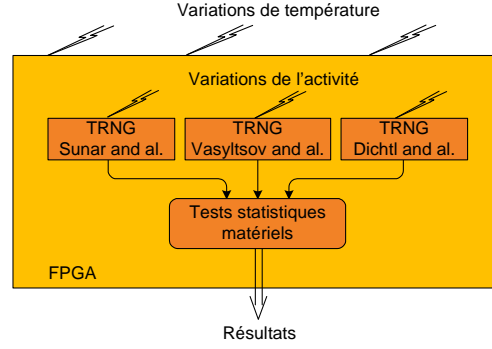 Variations de température
Variations de l'activité
TRNG
Sunar and al.
TRNG
Vasyltsov and al.
TRNG
Dichtl and al.
Tests statistiques
matériels
FPGA
Résultats